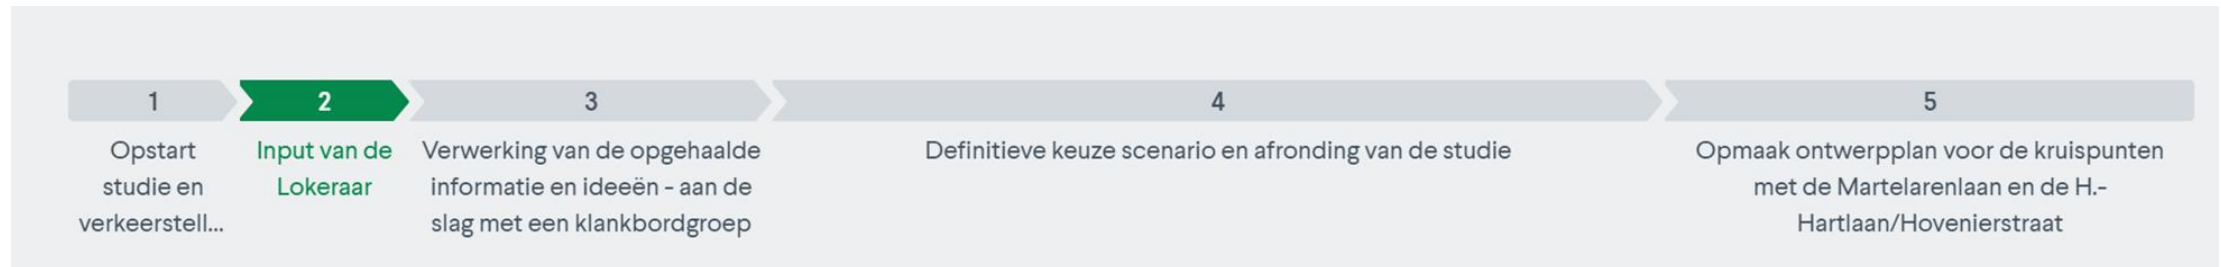 1
Opstart
studie en
verkeerstell...
2
Input van de
Lokeraar
3
Verwerking van de opgehaalde
informatie en ideeën - aan de
slag met een klankbordgroep
4
Definitieve keuze scenario en afronding van de studie
5
Opmaak ontwerpplan voor de kruispunten
met de Martelarenlaan en de H.-
Hartlaan/Hovenierstraat